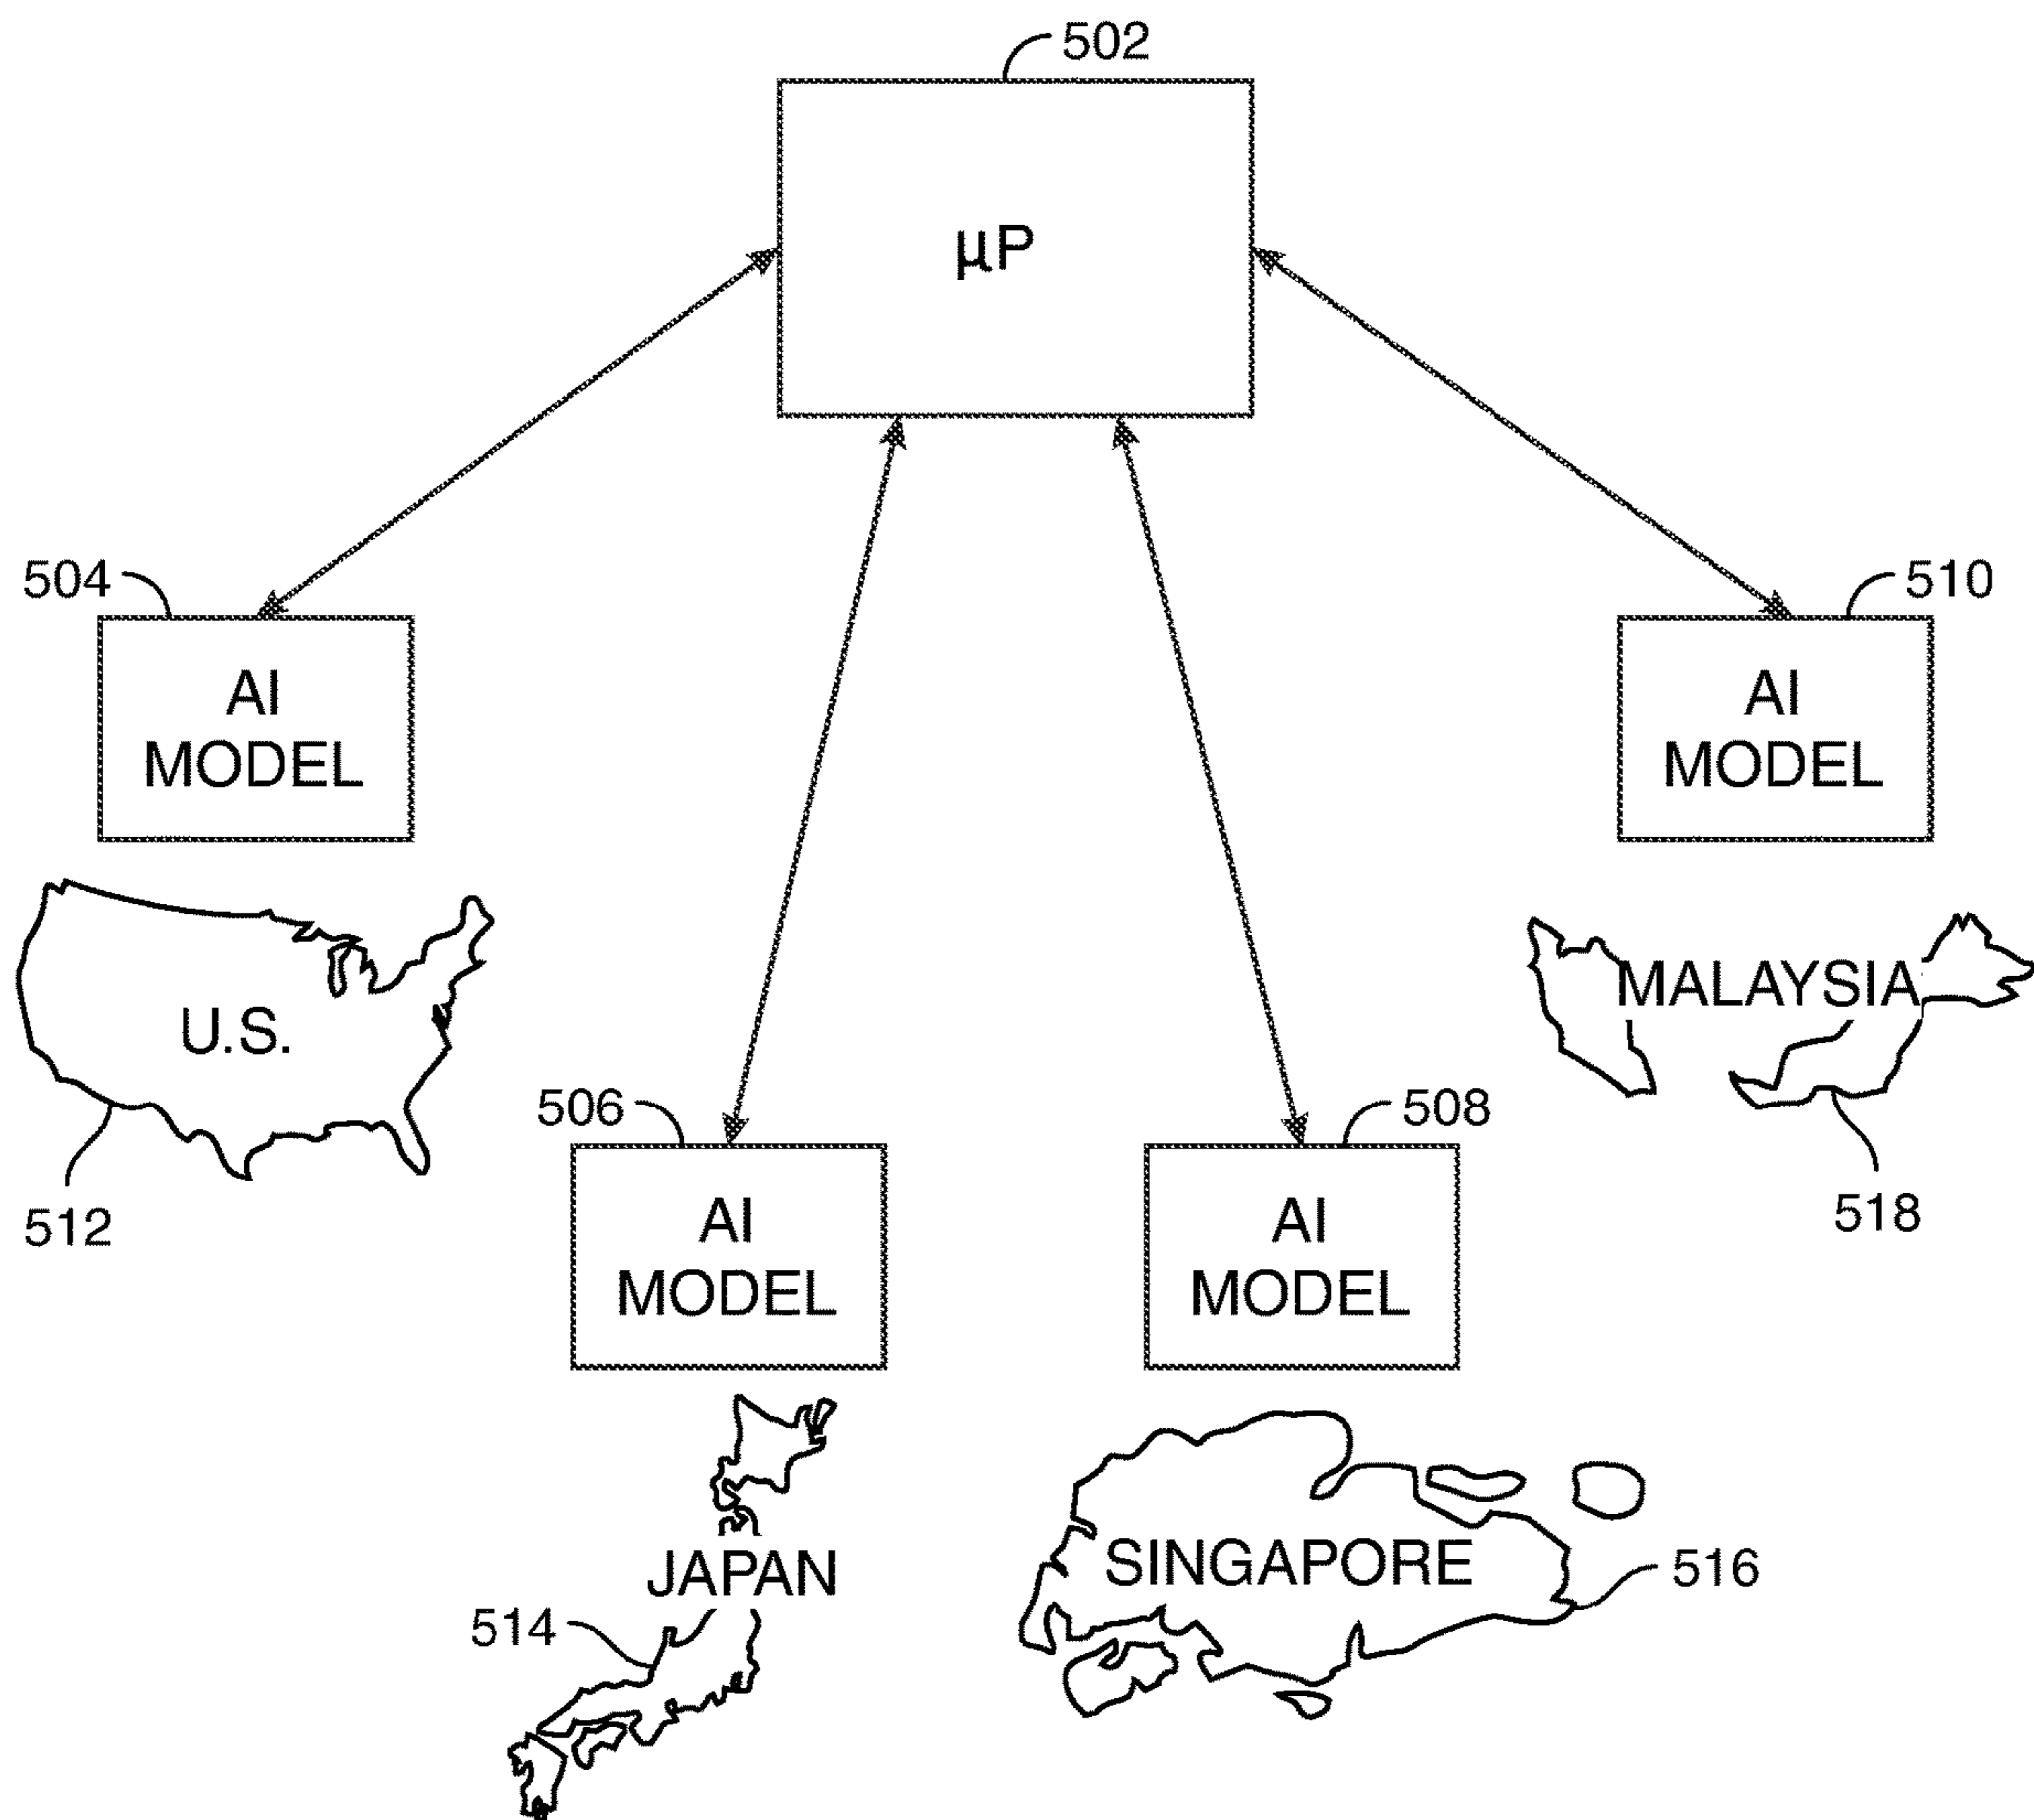 502
µP
504
510
AI
MODEL
AI
MODEL
U.S.
MALAYSIA
506
508
512
518
AI
MODEL
AI
MODEL
JAPAN
SINGAPORE
516
514